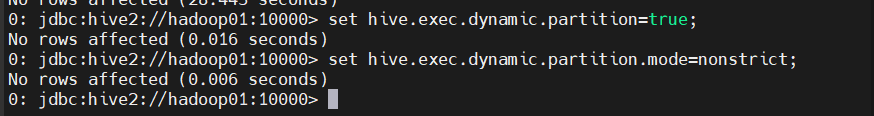 No rows affected (28.445 seconds)
0: jdbc:hive2://hadoop01:10000> set hive.exec.dynamic.partition=true;
No rows affected (0.016 seconds)
0: jdbc:hive2://hadoop01:10000> set hive.exec.dynamic.partition.mode=nonstrict;
No rows affected (0.006 seconds)
0: jdbc:hive2://hadoop01:10000>